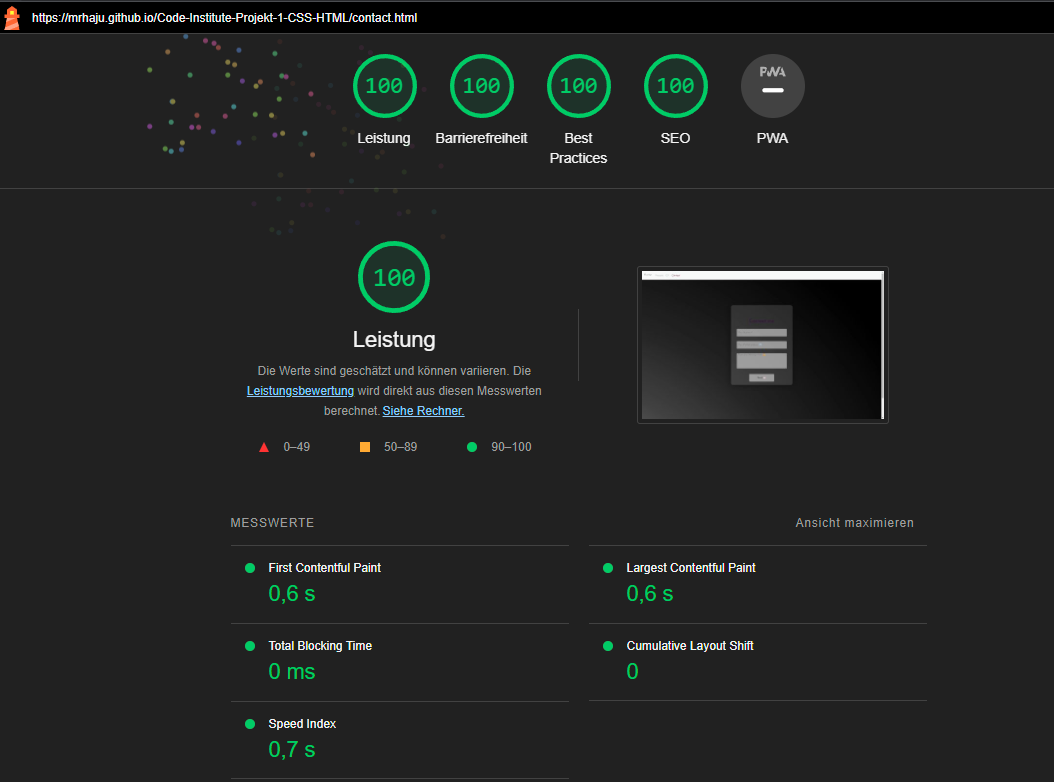 https://mrhaju.github.io/Code-Institute-Projekt-1-CSS-HTML/contact.html
100 100 100 100 PWA
Leistung Barrierefreiheit Best Practices SEO PWA
100
Leistung
Die Werte sind geschätzt und können variieren. Die
Leistungsbewertung wird direkt aus diesen Messwerten
berechnet. Siehe Rechner.
0–49 50–89 90–100
MESSWERTE Ansicht maximieren
First Contentful Paint
0,6 s
Largest Contentful Paint
0,6 s
Total Blocking Time
0 ms
Cumulative Layout Shift
0
Speed Index
0,7 s